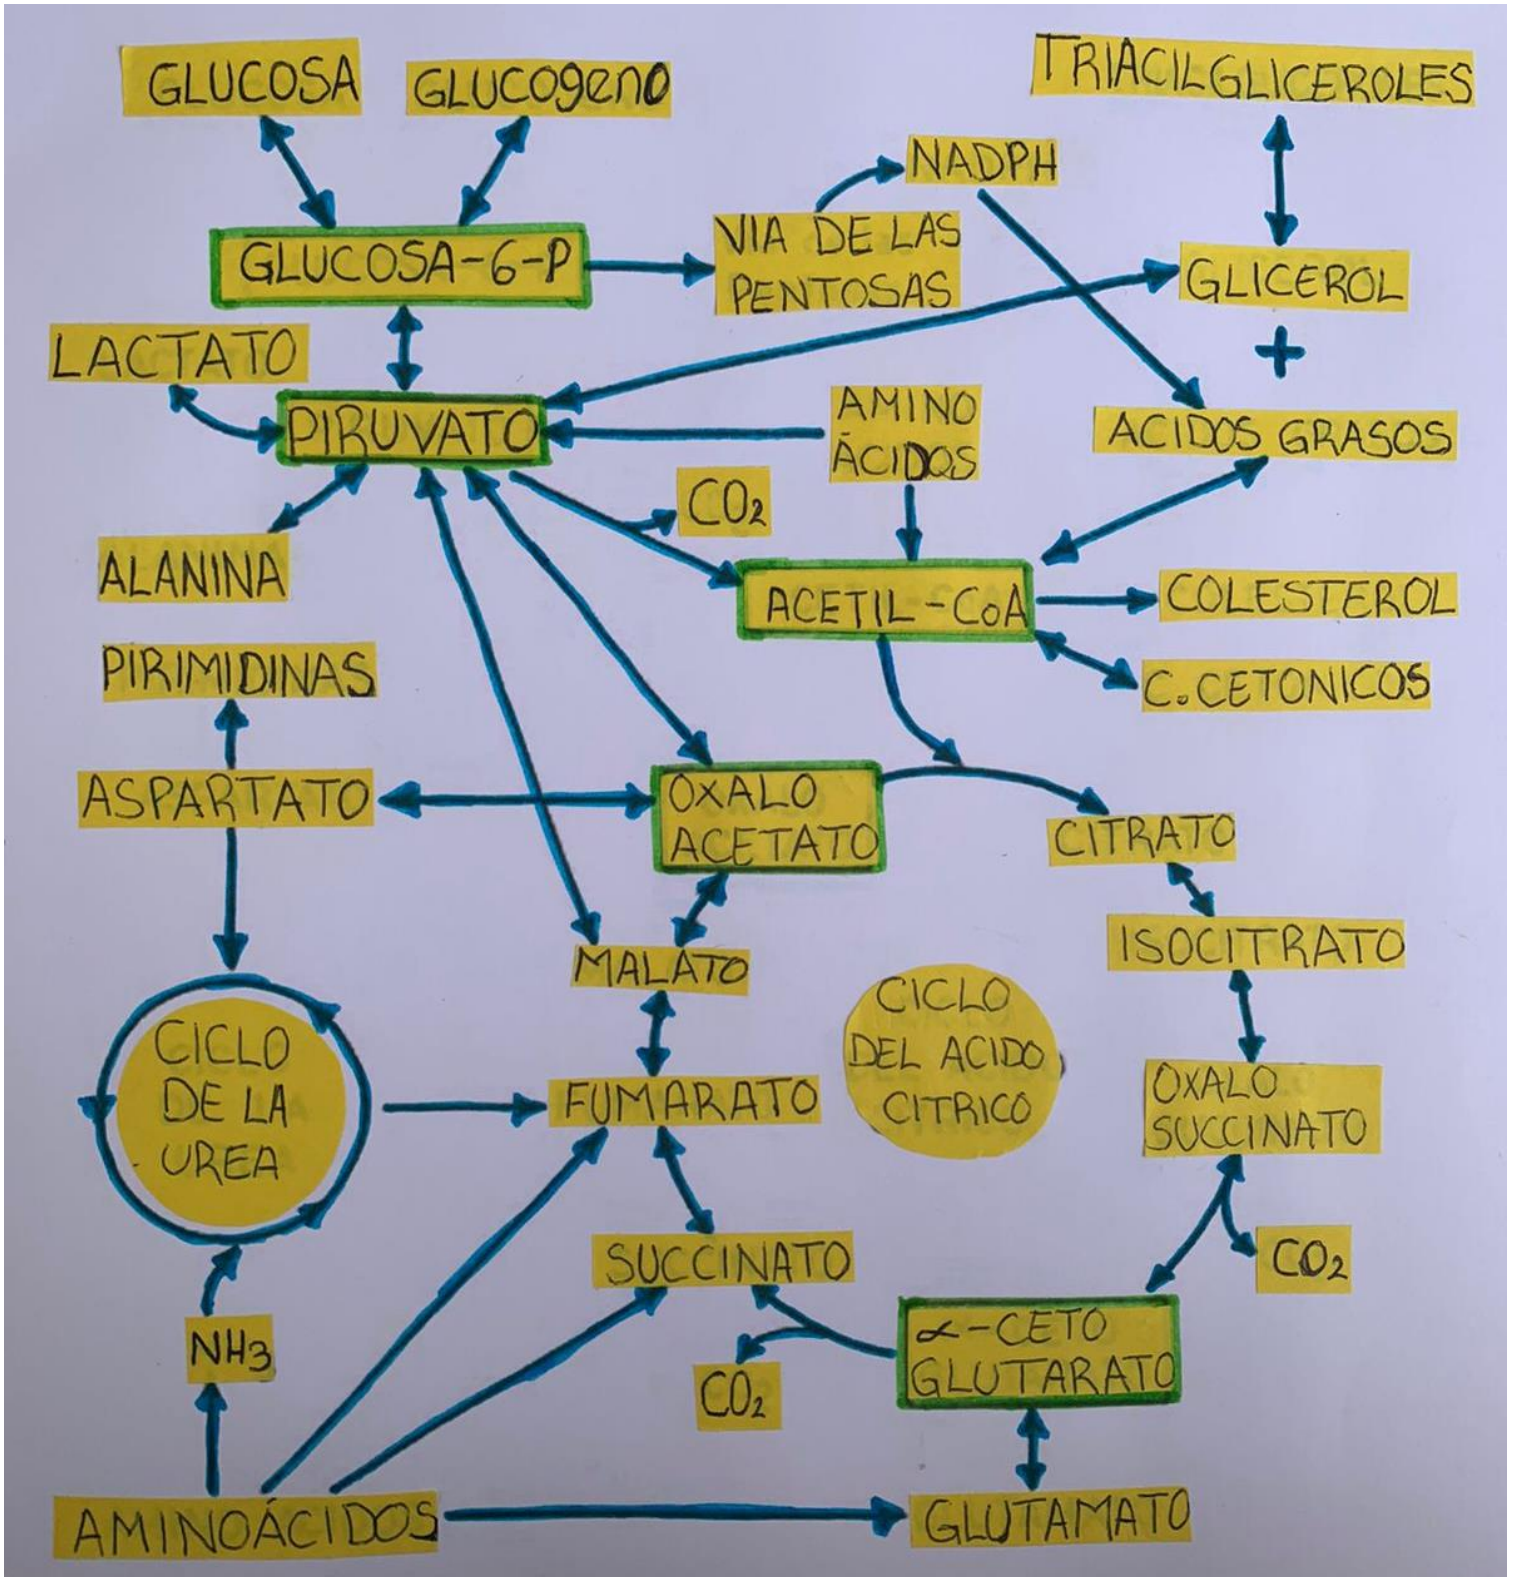 GLUCOSA
GLUCOgenO
TRIACILGLICEROLES
NADPH
GLUCOSA-6-P
VIA DE LAS
PENTOSAS
GLICEROL
+
LACTATO
PIRUVATO
AMINO
ÁCIDOS
ACIDOS GRASOS
CO₂
ALANINA
ACETIL-CoA
COLESTEROL
C.CETONICOS
PIRIMIDINAS
ASPARTATO
OXALO
ACETATO
CITRATO
MALATO
ISOCITRATO
CICLO
DE LA
UREA
FUMARATO
CICLO
DEL ACIDO
CITRICO
OXALO
SUCCINATO
SUCCINATO
CO₂
NH3
CO₂
∝-CETO
GLUTARATO
AMINOÁCIDOS
GLUTAMATO